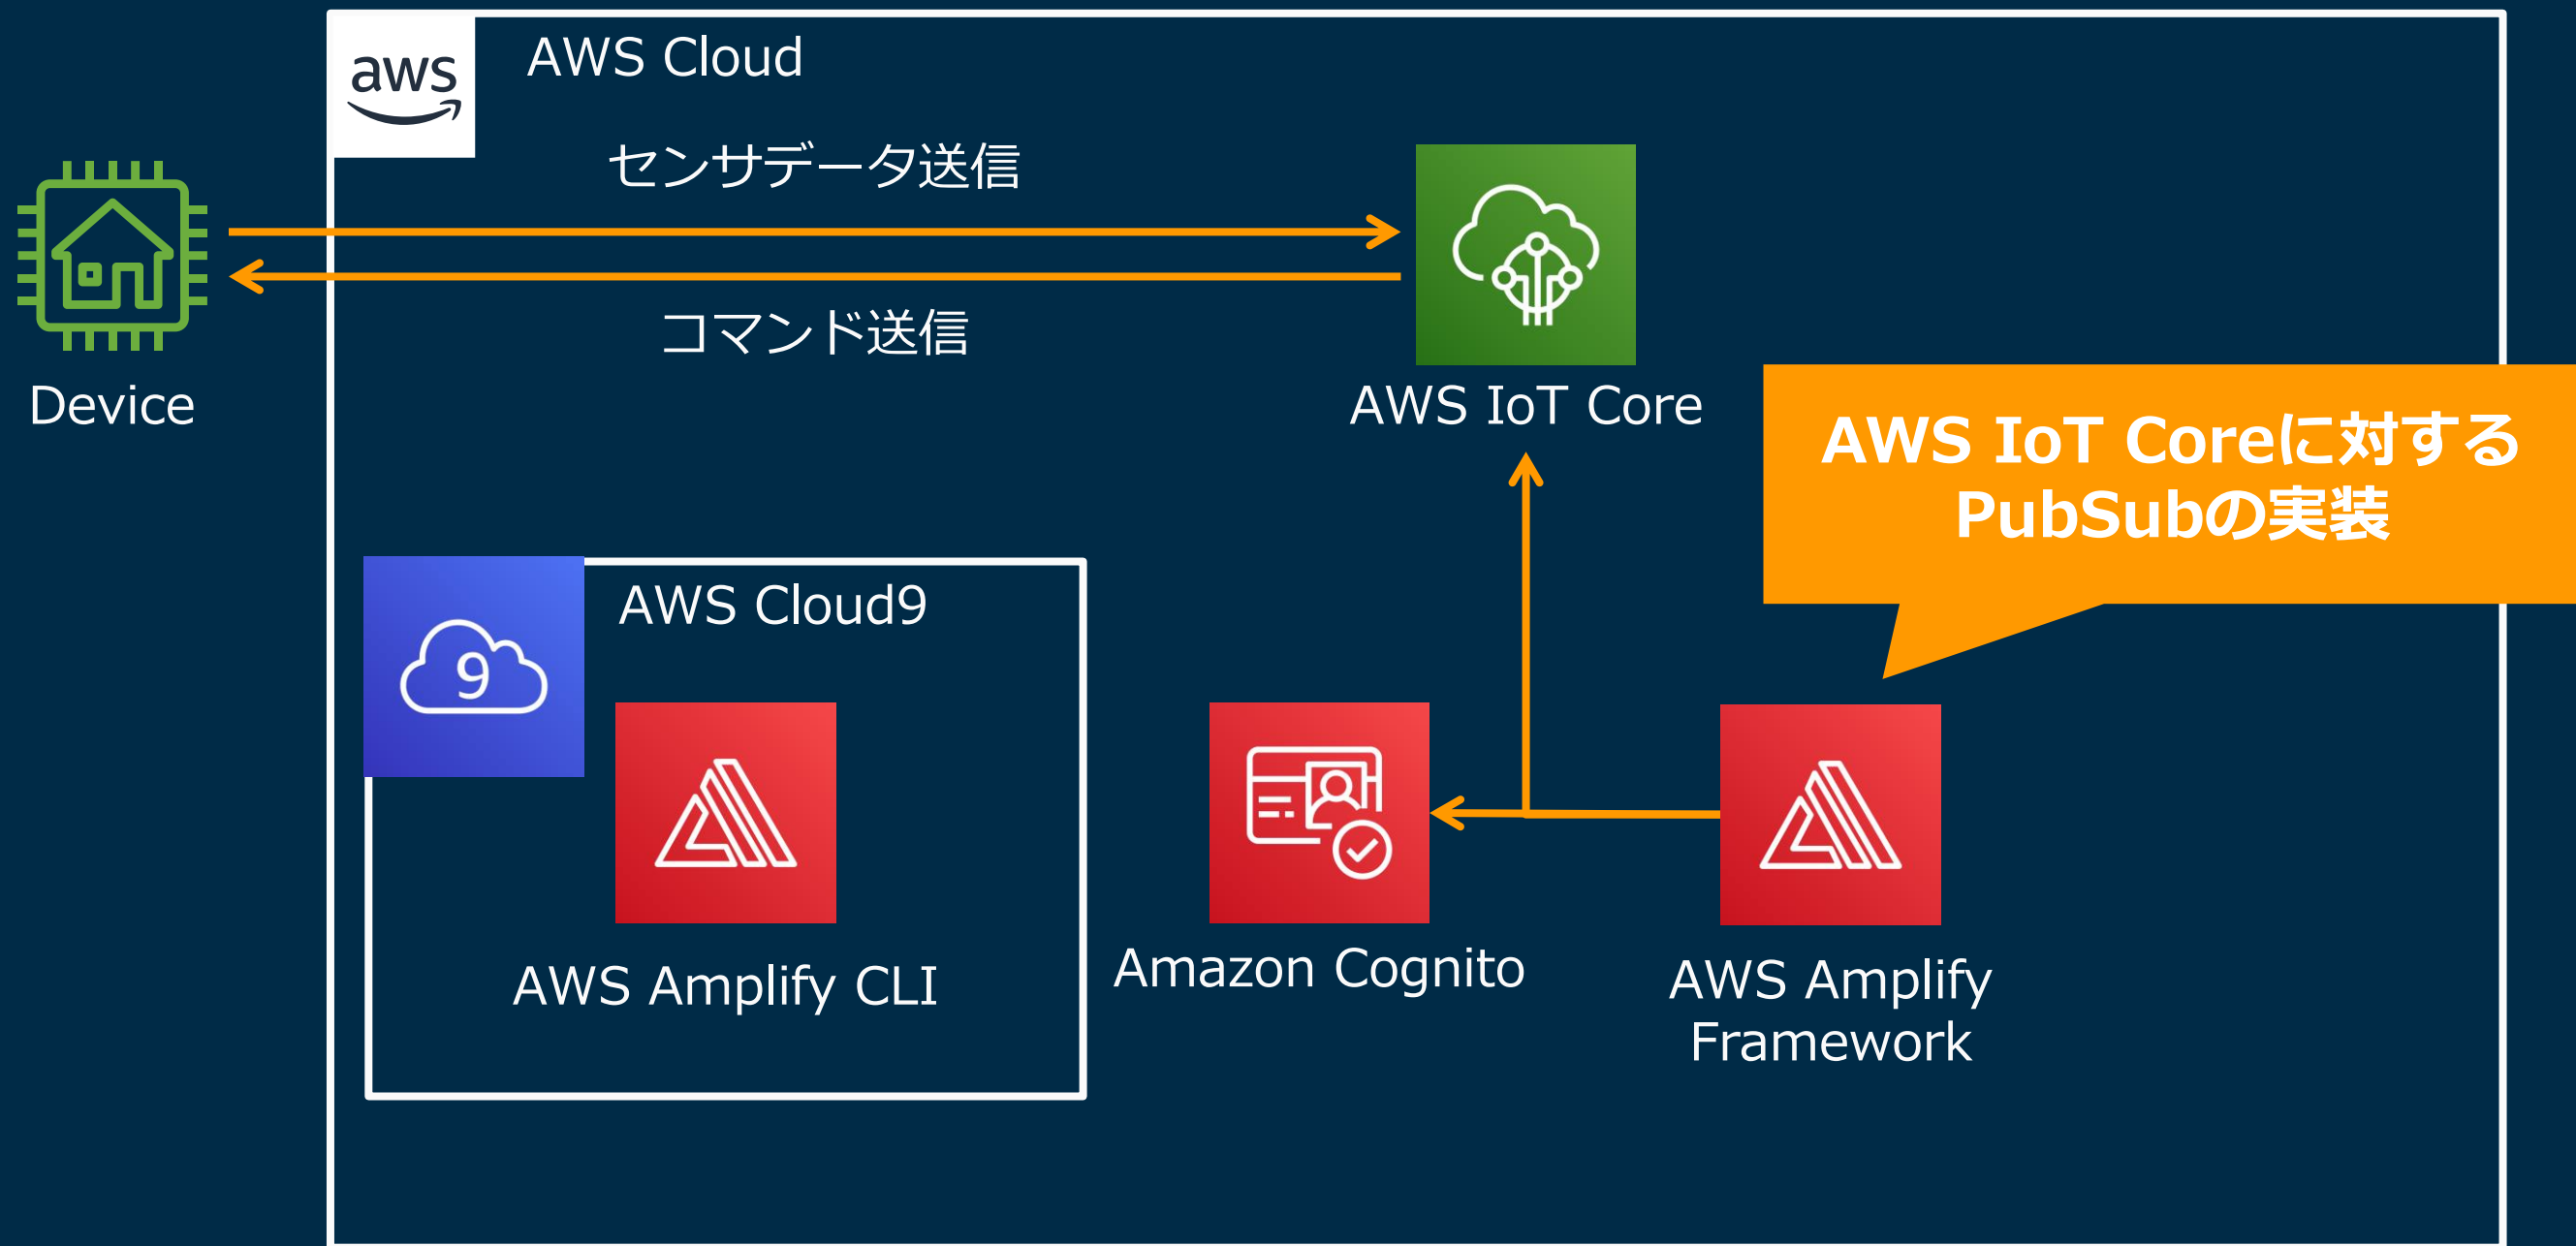 aws
AWS Cloud
センサデータ送信
コマンド送信
Device
AWS IoT Core
AWS IoT Coreに対する
PubSubの実装
AWS Cloud9
9
AWS Amplify CLI
Amazon Cognito
AWS Amplify
Framework